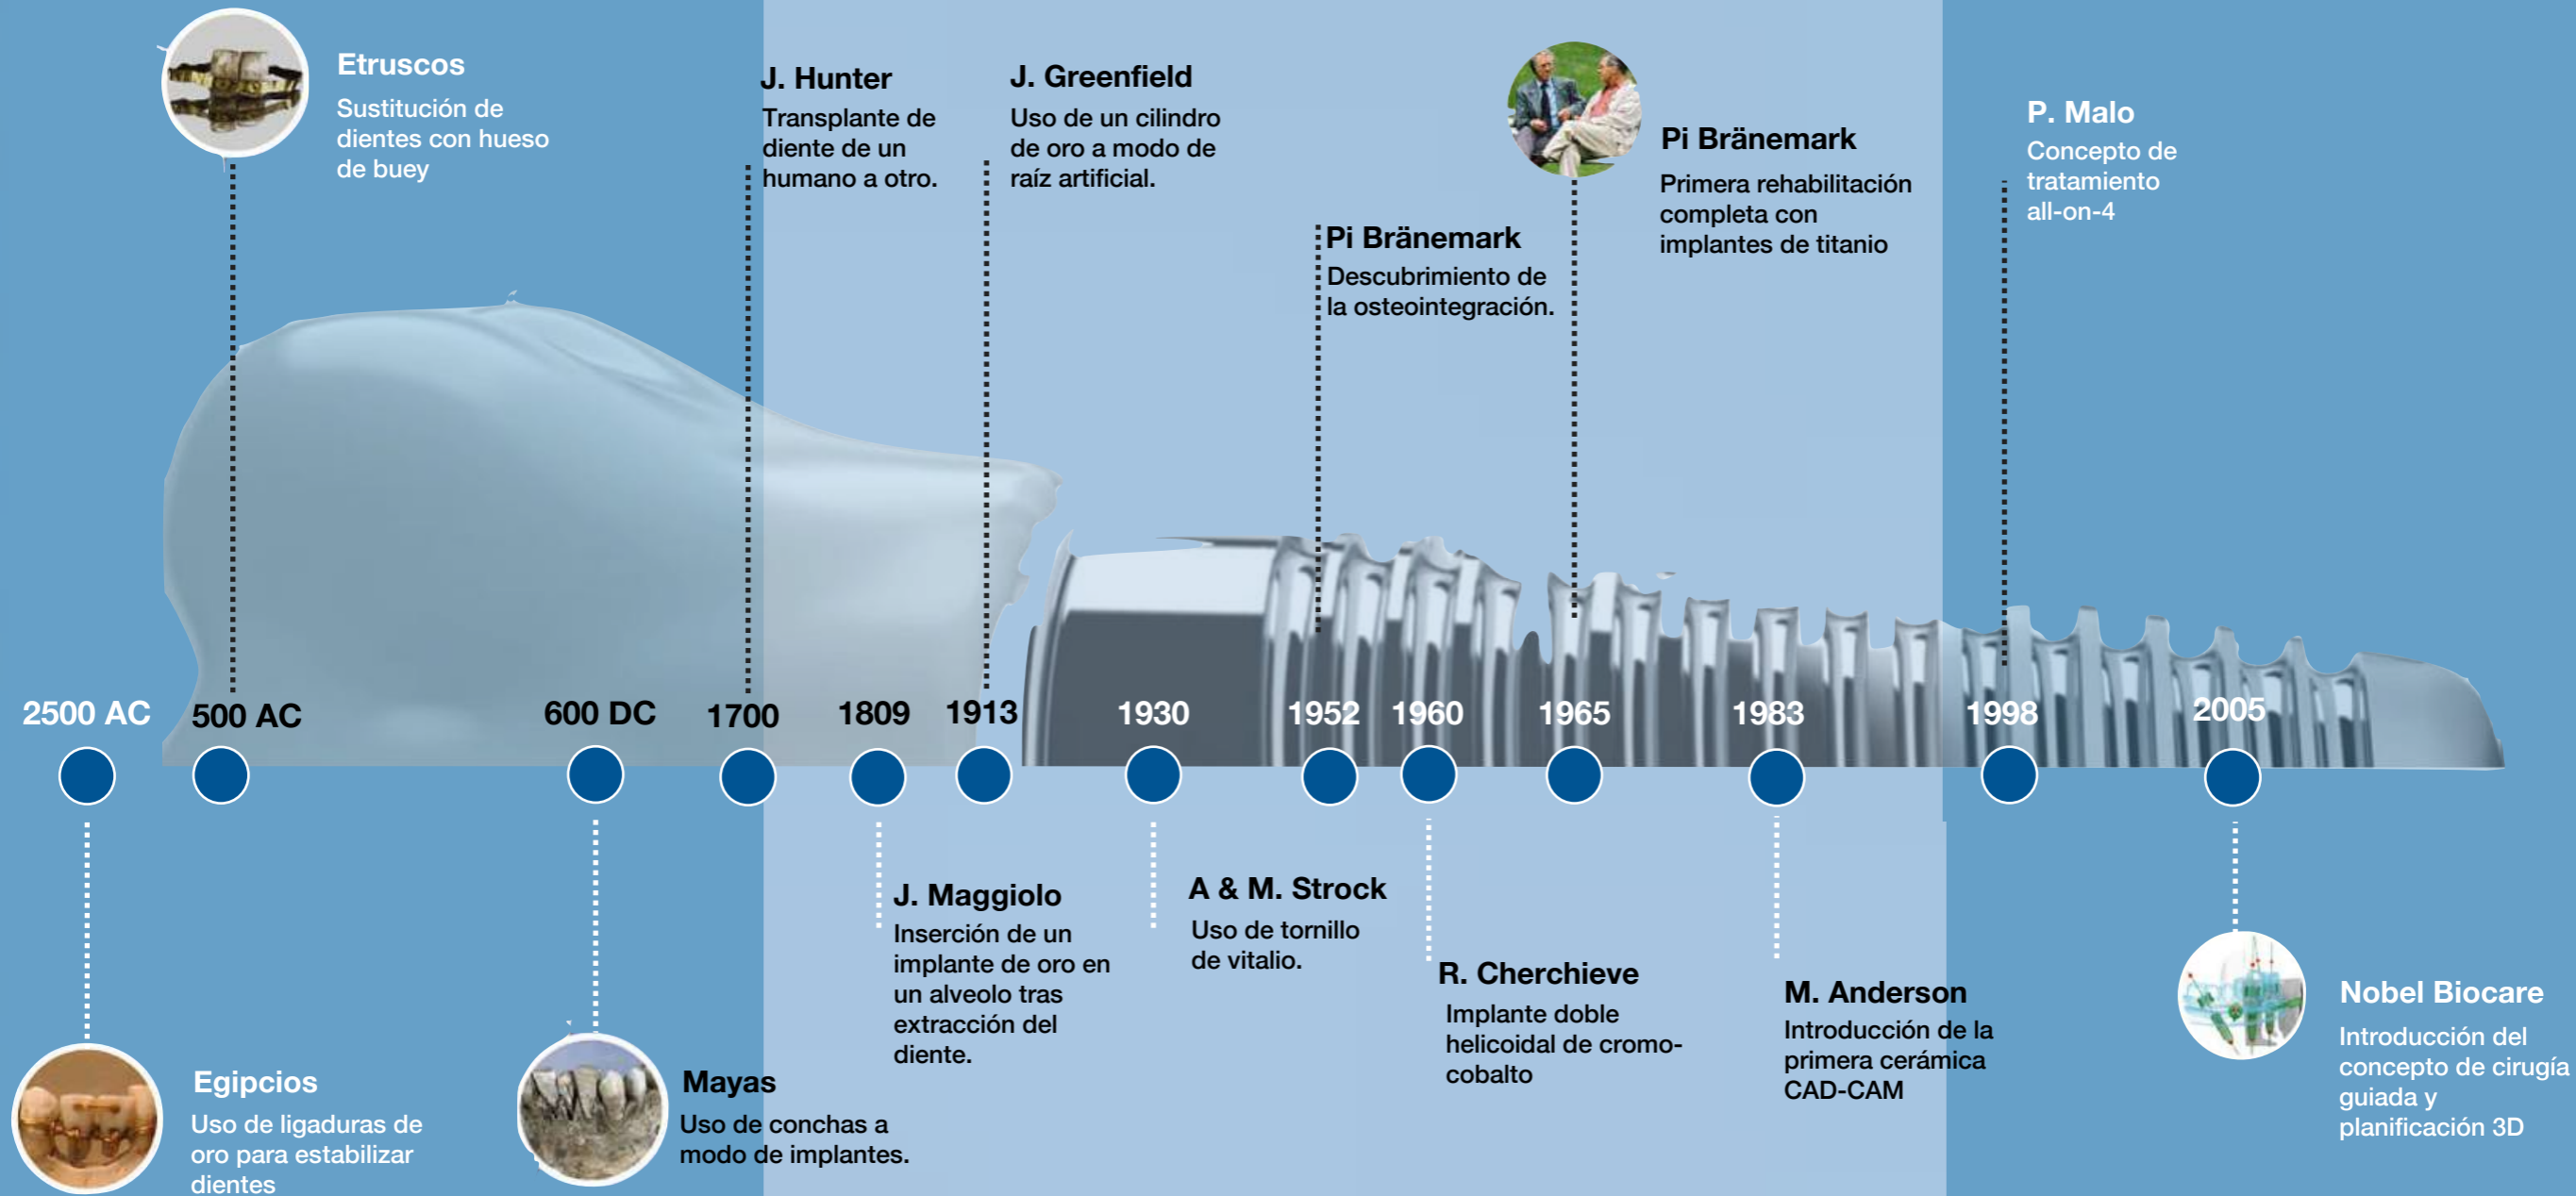 Etruscos
Sustitución de
dientes con hueso
de buey
J. Hunter
Transplante de
diente de un
humano a otro.
J. Greenfield
Uso de un cilindro
de oro a modo de
raíz artificial.
Pi Bränemark
Descubrimiento de
la osteointegración.
Pi Bränemark
Primera rehabilitación
completa con
implantes de titanio
P. Malo
Concepto de
tratamiento
all-on-4
2500 AC
500 AC
600 DC
1700
1809
1913
1930
1952
1960
1965
1983
1998
2005
Egipcios
Uso de ligaduras de
oro para estabilizar
dientes
Mayas
Uso de conchas a
modo de implantes.
J. Maggiolo
Inserción de un
implante de oro en
un alveolo tras
extracción del
diente.
A & M. Strock
Uso de tornillo
de vitalio.
R. Cherchieve
Implante doble
helicoidal de cromo-
cobalto
M. Anderson
Introducción de la
primera cerámica
CAD-CAM
Nobel Biocare
Introducción del
concepto de cirugía
guiada y
planificación 3D